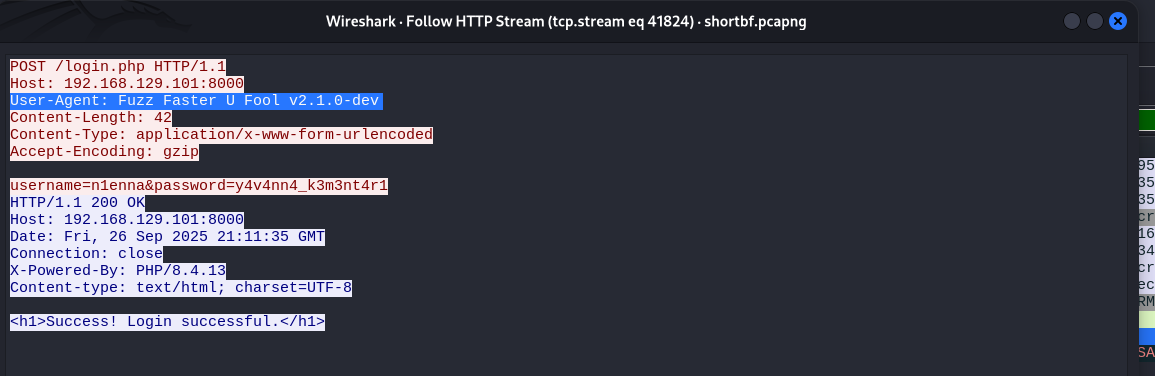 Wireshark · Follow HTTP Stream (tcp.stream eq 41824) · shortbf.pcapng
POST /login.php HTTP/1.1
Host: 192.168.129.101:8000
User-Agent: Fuzz Faster U Fool v2.1.0-dev
Content-Length: 42
Content-Type: application/x-www-form-urlencoded
Accept-Encoding: gzip
username=n1enna&password=y4v4nn4_k3m3nt4r1
HTTP/1.1 200 OK
Host: 192.168.129.101:8000
Date: Fri, 26 Sep 2025 21:11:35 GMT
Connection: close
X-Powered-By: PHP/8.4.13
Content-type: text/html; charset=UTF-8
<h1>Success! Login successful.</h1>
95
35
35
cr
16
34
cr
ec
RM
SA